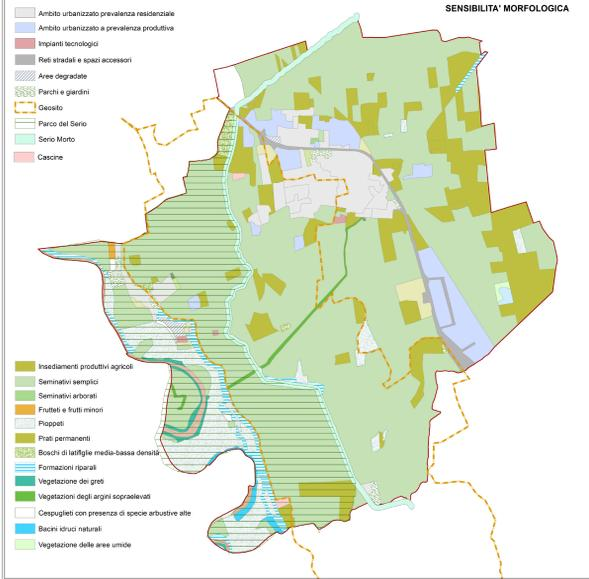 SENSIBILITA' MORFOLOGICA
Ambito urbanizzato prevalenza residenziale
Ambito urbanizzato a prevalenza produttiva
Impianti tecnologici
Reti stradali e spazi accessori
Aree degradate
Parchi e giardini
Geosito
Parco del Serio
Serio Morto
Cascine
Insediamenti produttivi agricoli
Seminativi semplici
Seminativi arborati
Frutteti e frutti minori
Pioppeti
Prati permanenti
Boschi di latifiglie media-bassa densità
Formazioni riparali
Vegetazione dei greti
Vegetazioni degli argini sopraelevati
Cespuglieti con presenza di specie arbustive alte
Bacini idruci naturali
Vegetazione delle aree umide